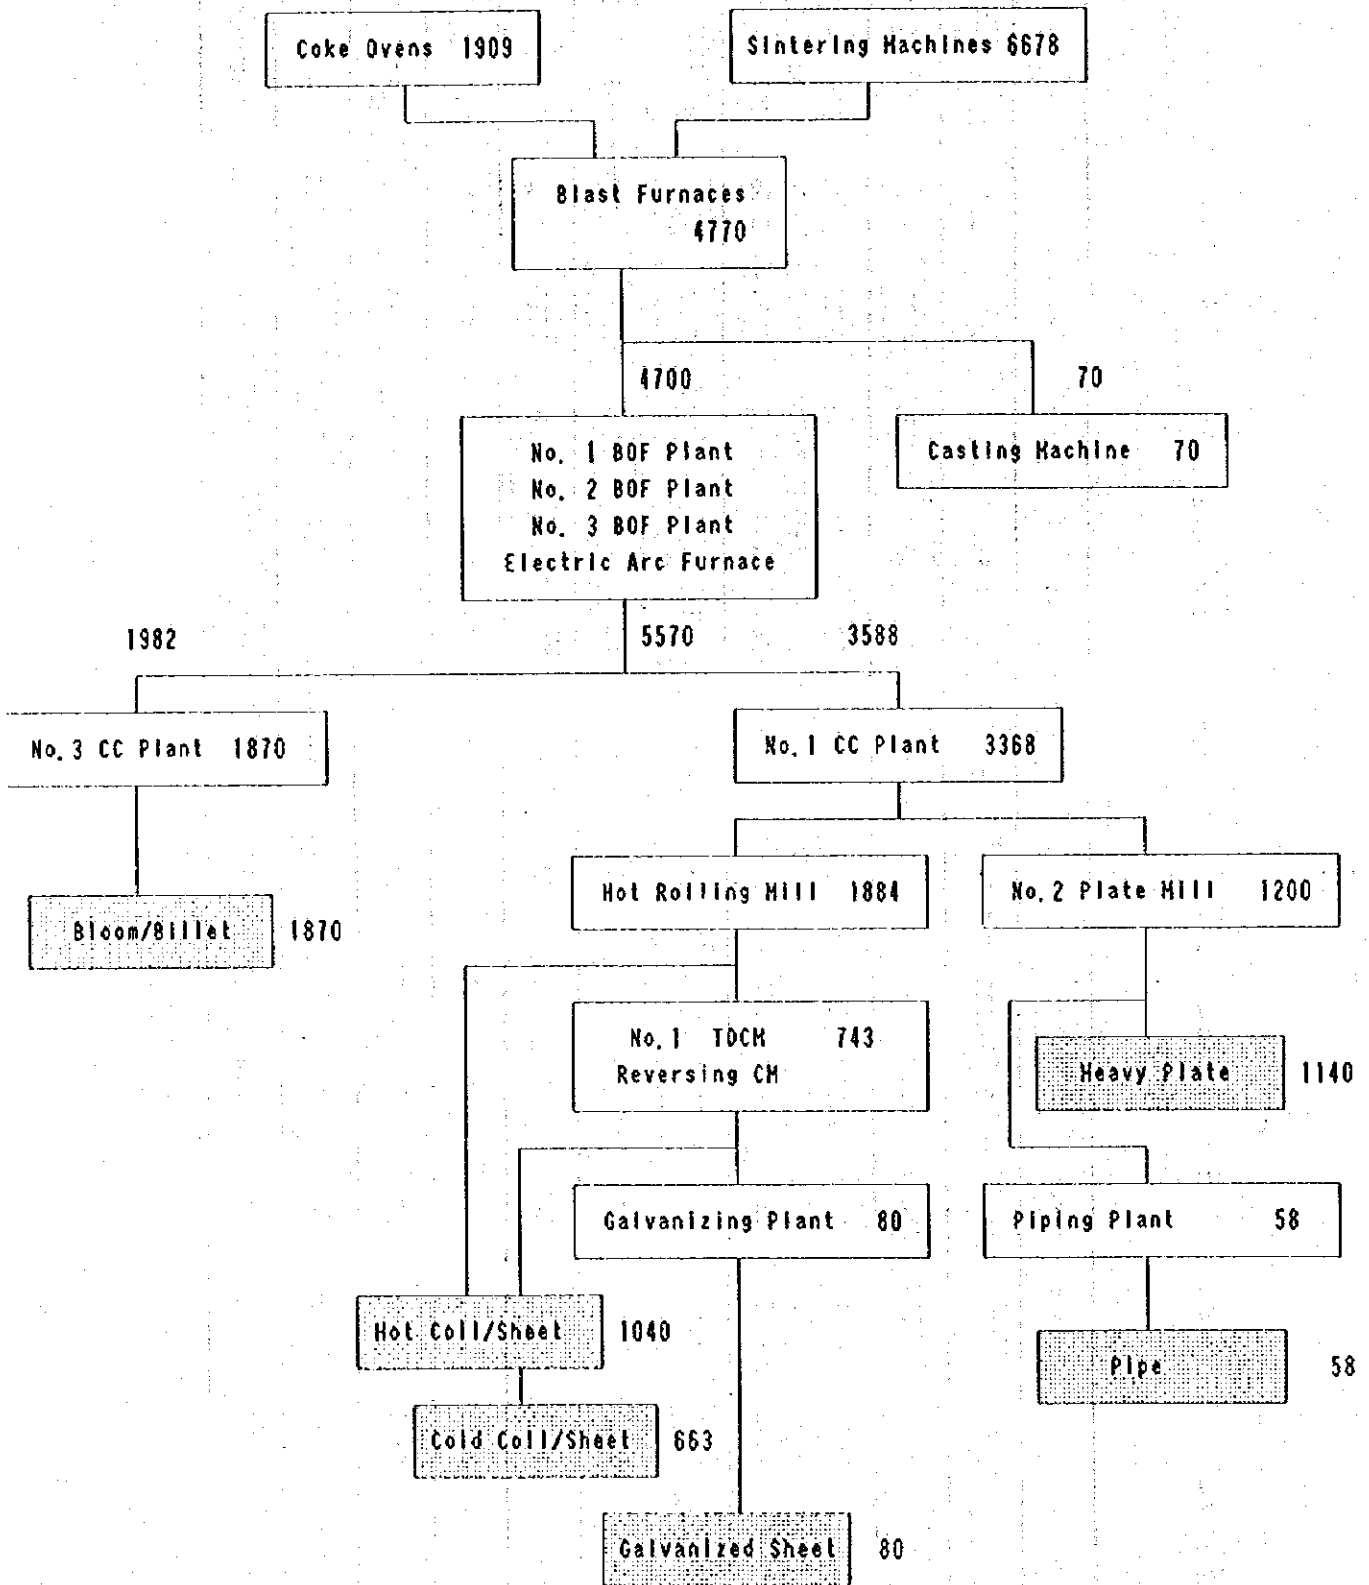 Coke Ovens 1909
Sintering Machines 6678
Blast Furnaces
4770
4700
70
No. 1 BOF Plant
No. 2 BOF Plant
No. 3 BOF Plant
Electric Arc Furnace
Casting Machine 70
1982
5570
3588
No. 3 CC Plant 1870
No. 1 CC Plant 3368
Hot Rolling Mill 1884
No. 2 Plate Mill 1200
Bloom/Billet 1870
No. 1 TDCM 743
Reversing CM
Heavy Plate 1140
Galvanizing Plant 80
Piping Plant 58
Hot Coil/Sheet 1040
Pipe 58
Cold Coil/Sheet 663
Galvanized Sheet 80